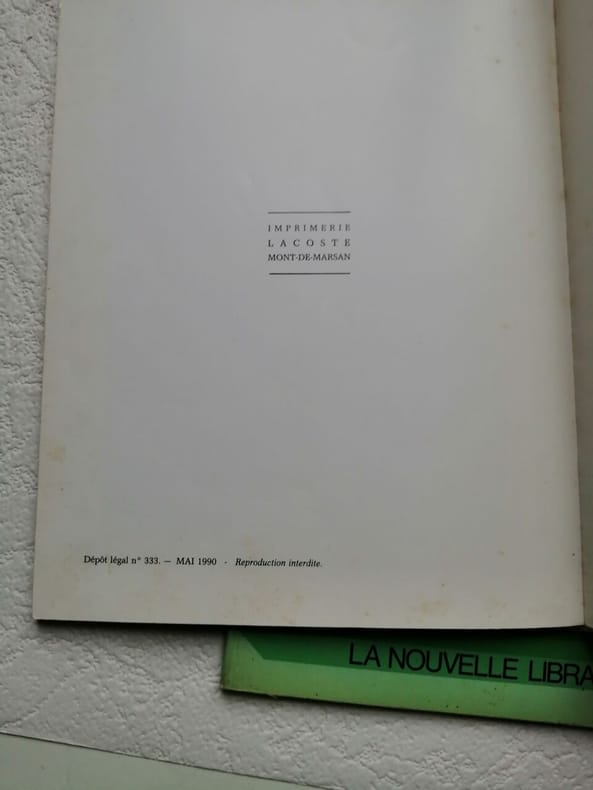 IMPRIMERIE
LACOSTE
MONT-DE-MARSAN
Dépôt légal n° 333. — MAI 1990 - Reproduction interdite.
LA NOUVELLE LIBRA